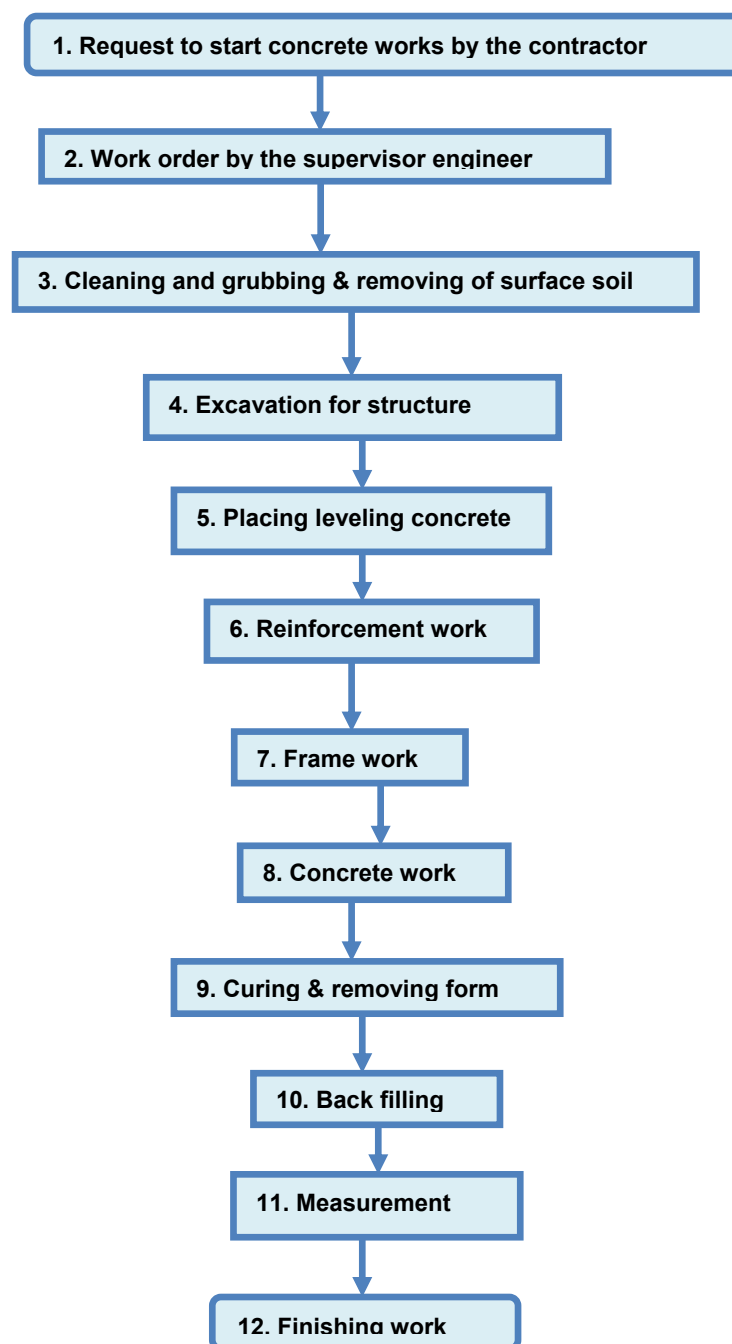 1. Request to start concrete works by the contractor
2. Work order by the supervisor engineer
3. Cleaning and grubbing & removing of surface soil
4. Excavation for structure
5. Placing leveling concrete
6. Reinforcement work
7. Frame work
8. Concrete work
9. Curing & removing form
10. Back filling
11. Measurement
12. Finishing work